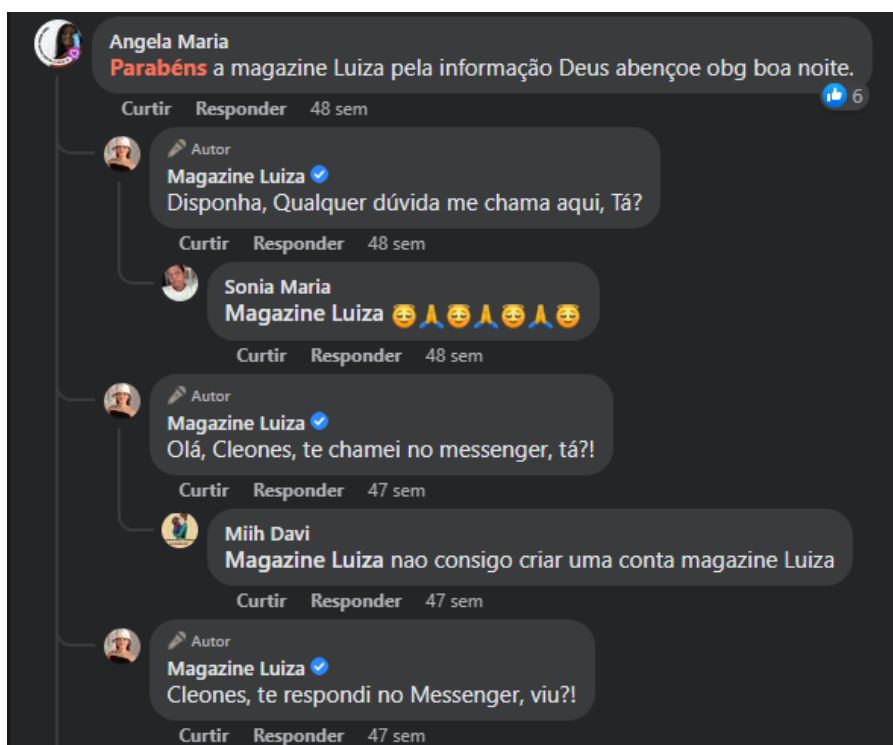 Angela Maria
Parabéns a magazine Luiza pela informação Deus abençoe obg boa noite.
6
Curtir Responder 48 sem
Autor
Magazine Luiza
Disponha, Qualquer dúvida me chama aqui, Tá?
Curtir Responder 48 sem
Sonia Maria
Magazine Luiza 😇🙏😇🙏😇🙏😇
Curtir Responder 48 sem
Autor
Magazine Luiza
Olá, Cleones, te chamei no messenger, tá?!
Curtir Responder 47 sem
Miih Davi
Magazine Luiza nao consigo criar uma conta magazine Luiza
Curtir Responder 47 sem
Autor
Magazine Luiza
Cleones, te respondi no Messenger, viu?!
Curtir Responder 47 sem